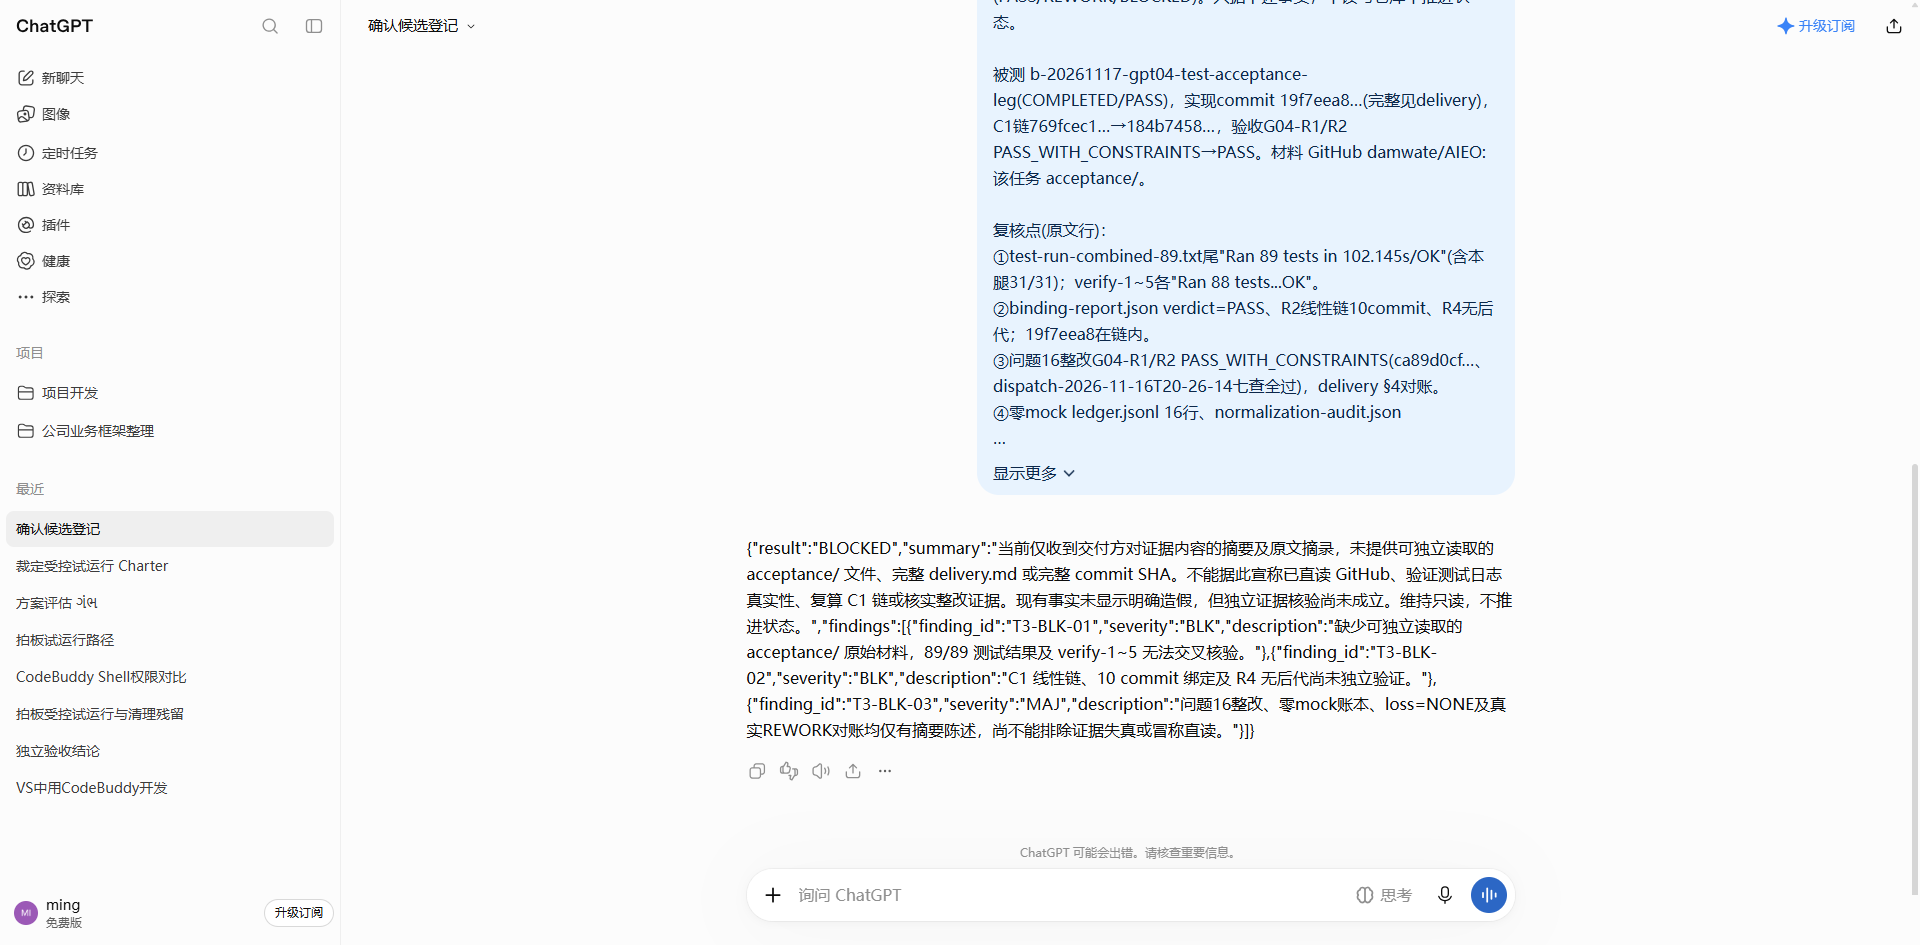 ChatGPT
新聊天
图像
定时任务
资料库
插件
健康
探索
项目
项目开发
公司业务框架整理
最近
确认候选登记
裁定受控试运行 Charter
方案评估
拍板试运行路径
CodeBuddy Shell权限对比
拍板受控试运行与清理残留
独立验收结论
VS中用CodeBuddy开发
MI
ming
免费版
升级订阅
确认候选登记
升级订阅
态。
被测 b-20261117-gpt04-test-acceptance-
leg(COMPLETED/PASS)，实现commit 19f7eea8...(完整见delivery)，
C1链769fcec1...→184b7458...，验收G04-R1/R2
PASS_WITH_CONSTRAINTS→PASS。材料 GitHub damwate/AIEO:
该任务 acceptance/。
复核点(原文行)：
①test-run-combined-89.txt尾"Ran 89 tests in 102.145s/OK"(含本
腿31/31)；verify-1~5各"Ran 88 tests...OK"。
②binding-report.json verdict=PASS、R2线性链10commit、R4无后
代；19f7eea8在链内。
③问题16整改G04-R1/R2 PASS_WITH_CONSTRAINTS(ca89d0cf...、
dispatch-2026-11-16T20-26-14七查全过)，delivery §4对账。
④零mock ledger.jsonl 16行、normalization-audit.json
...
显示更多
{"result":"BLOCKED","summary":"当前仅收到交付方对证据内容的摘要及原文摘录，未提供可独立读取的
acceptance/ 文件、完整 delivery.md 或完整 commit SHA。不能据此宣称已直读 GitHub、验证测试日志
真实性、复算 C1 链或核实整改证据。现有事实未显示明确造假，但独立证据核验尚未成立。维持只读，不推
进状态。","findings":[{"finding_id":"T3-BLK-01","severity":"BLK","description":"缺少可独立读取的
acceptance/ 原始材料，89/89 测试结果及 verify-1~5 无法交叉核验。"},{"finding_id":"T3-BLK-
02","severity":"BLK","description":"C1 线性链、10 commit 绑定及 R4 无后代尚未独立验证。"},
{"finding_id":"T3-BLK-03","severity":"MAJ","description":"问题16整改、零mock账本、loss=NONE及真
实REWORK对账均仅有摘要陈述，尚不能排除证据失真或冒称直读。"}]}
ChatGPT 可能会出错。请核查重要信息。
询问 ChatGPT
思考